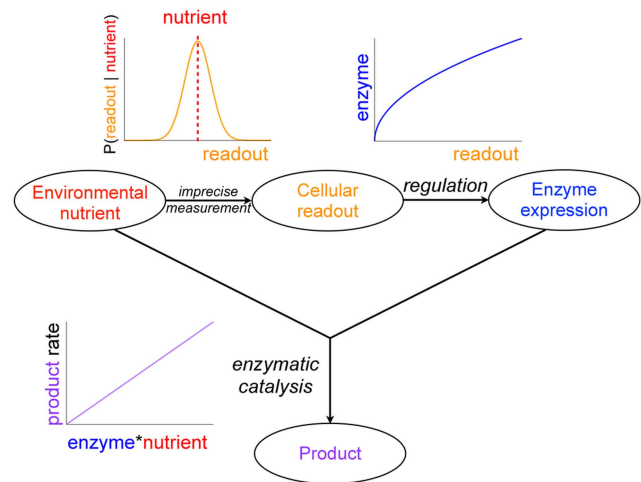 nutrient
P(readout | nutrient)
readout
enzyme
readout
Environmental
nutrient
imprecise
measurement
Cellular
readout
regulation
Enzyme
expression
product rate
enzyme*nutrient
enzymatic
catalysis
Product